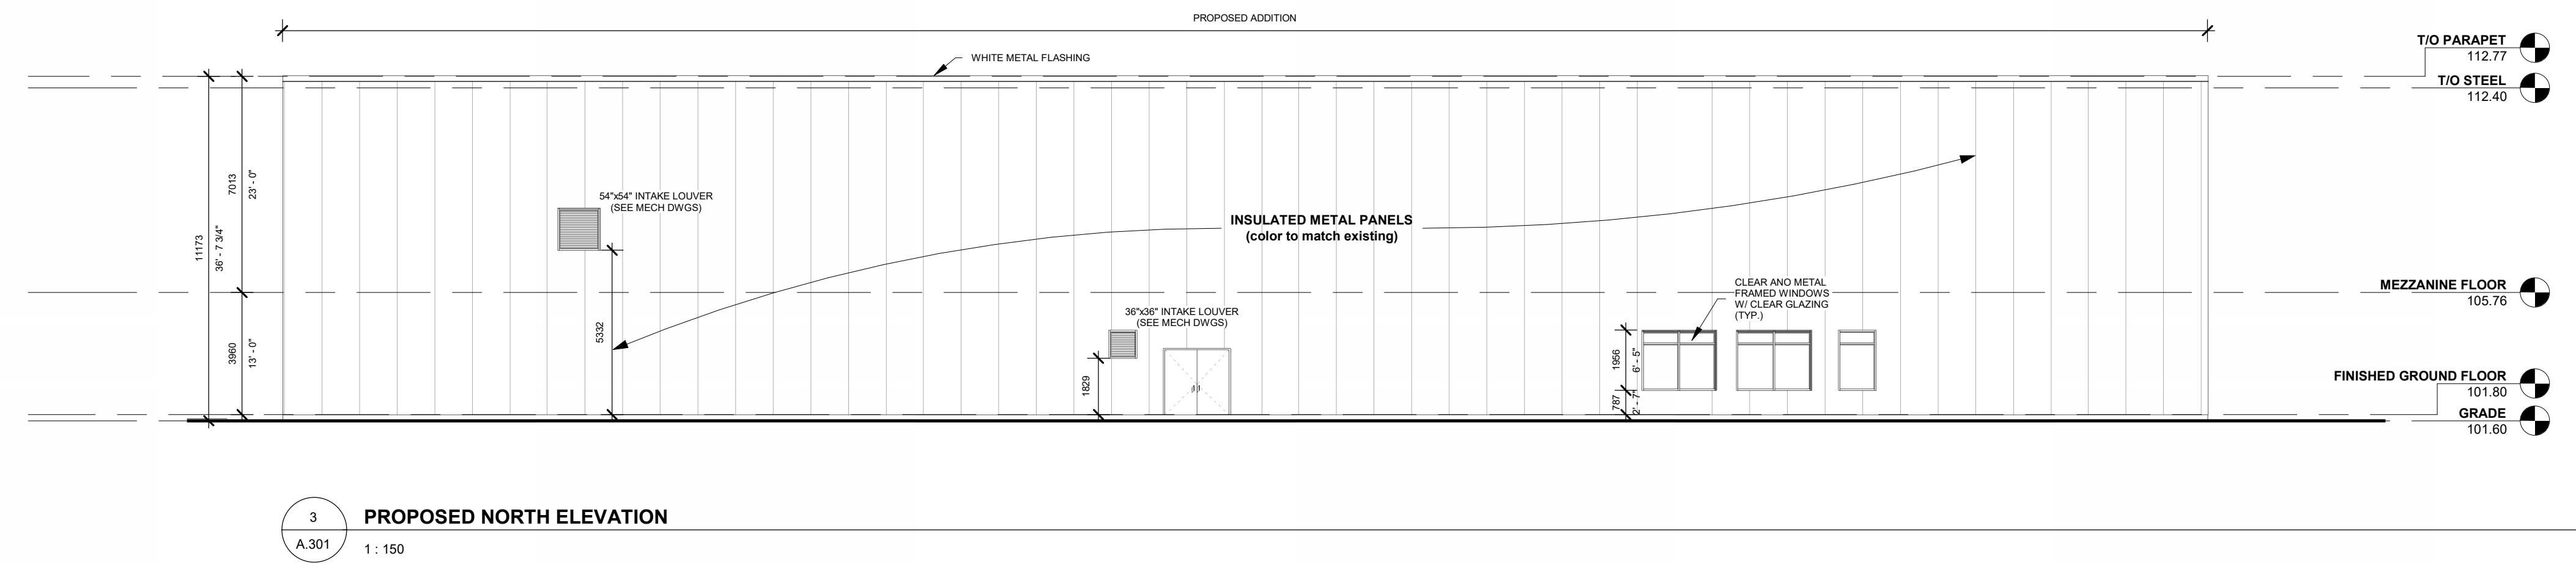 PROPOSED ADDITION
WHITE METAL FLASHING
T/O PARAPET
112.77
T/O STEEL
112.40
7013
23' - 0"
11173
36' - 7 3/4"
3960
13' - 0"
54"x54" INTAKE LOUVER
(SEE MECH DWGS)
5332
INSULATED METAL PANELS
(color to match existing)
36"x36" INTAKE LOUVER
(SEE MECH DWGS)
1829
CLEAR ANO METAL
FRAMED WINDOWS
W/ CLEAR GLAZING
(TYP.)
1956
6' - 5"
787
2' - 7"
MEZZANINE FLOOR
105.76
FINISHED GROUND FLOOR
101.80
GRADE
101.60
3
A.301
PROPOSED NORTH ELEVATION
1 : 150